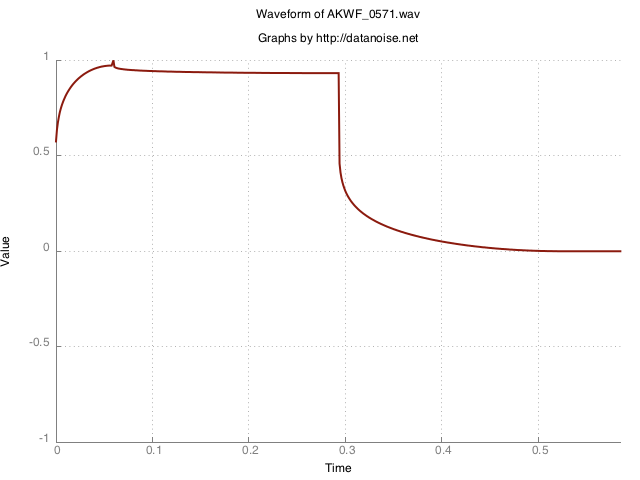 Waveform of AKWF_0571.wav
Graphs by http://datanoise.net
1
0.5
0
-0.5
-1
Value
0 0.1 0.2 0.3 0.4 0.5
Time